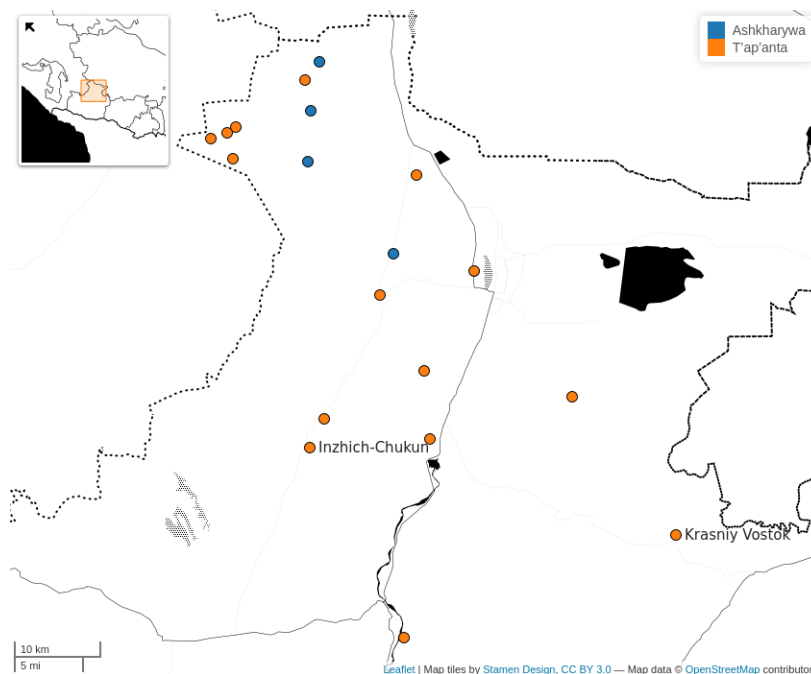 Ashkharywa
T'ap'anta
Inzhich-Chukun
Krasniy Vostok
10 km
5 mi
Leaflet | Map tiles by Stamen Design, CC BY 3.0 — Map data © OpenStreetMap contributor